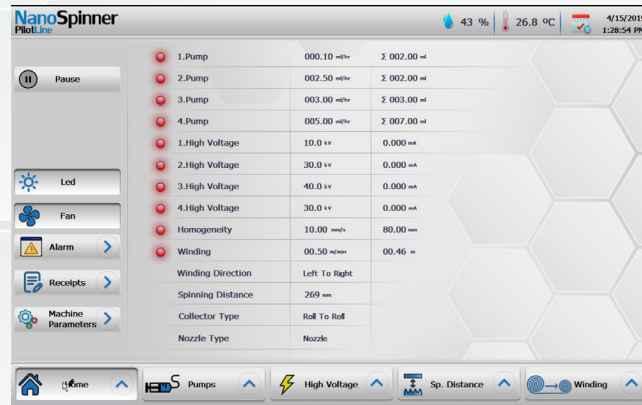 NanoSpinner
PilotLine
43 % 26.8 ºC 4/15/2019
1:28:54 PM
Pause
1.Pump 000.10 ml/hr Σ 002.00 ml
2.Pump 002.50 ml/hr Σ 002.00 ml
3.Pump 003.00 ml/hr Σ 003.00 ml
4.Pump 005.00 ml/hr Σ 007.00 ml
1.High Voltage 10.0 kV 0.000 mA
2.High Voltage 30.0 kV 0.000 mA
3.High Voltage 40.0 kV 0.000 mA
4.High Voltage 30.0 kV 0.000 mA
Homogeneity 10.00 mm/s 80.00 mm
Winding 00.50 m/min 00.46 m
Winding Direction Left To Right
Spinning Distance 269 mm
Collector Type Roll To Roll
Nozzle Type Nozzle
Led
Fan
Alarm
Receipts
Machine
Parameters
Home Pumps High Voltage Sp. Distance Winding